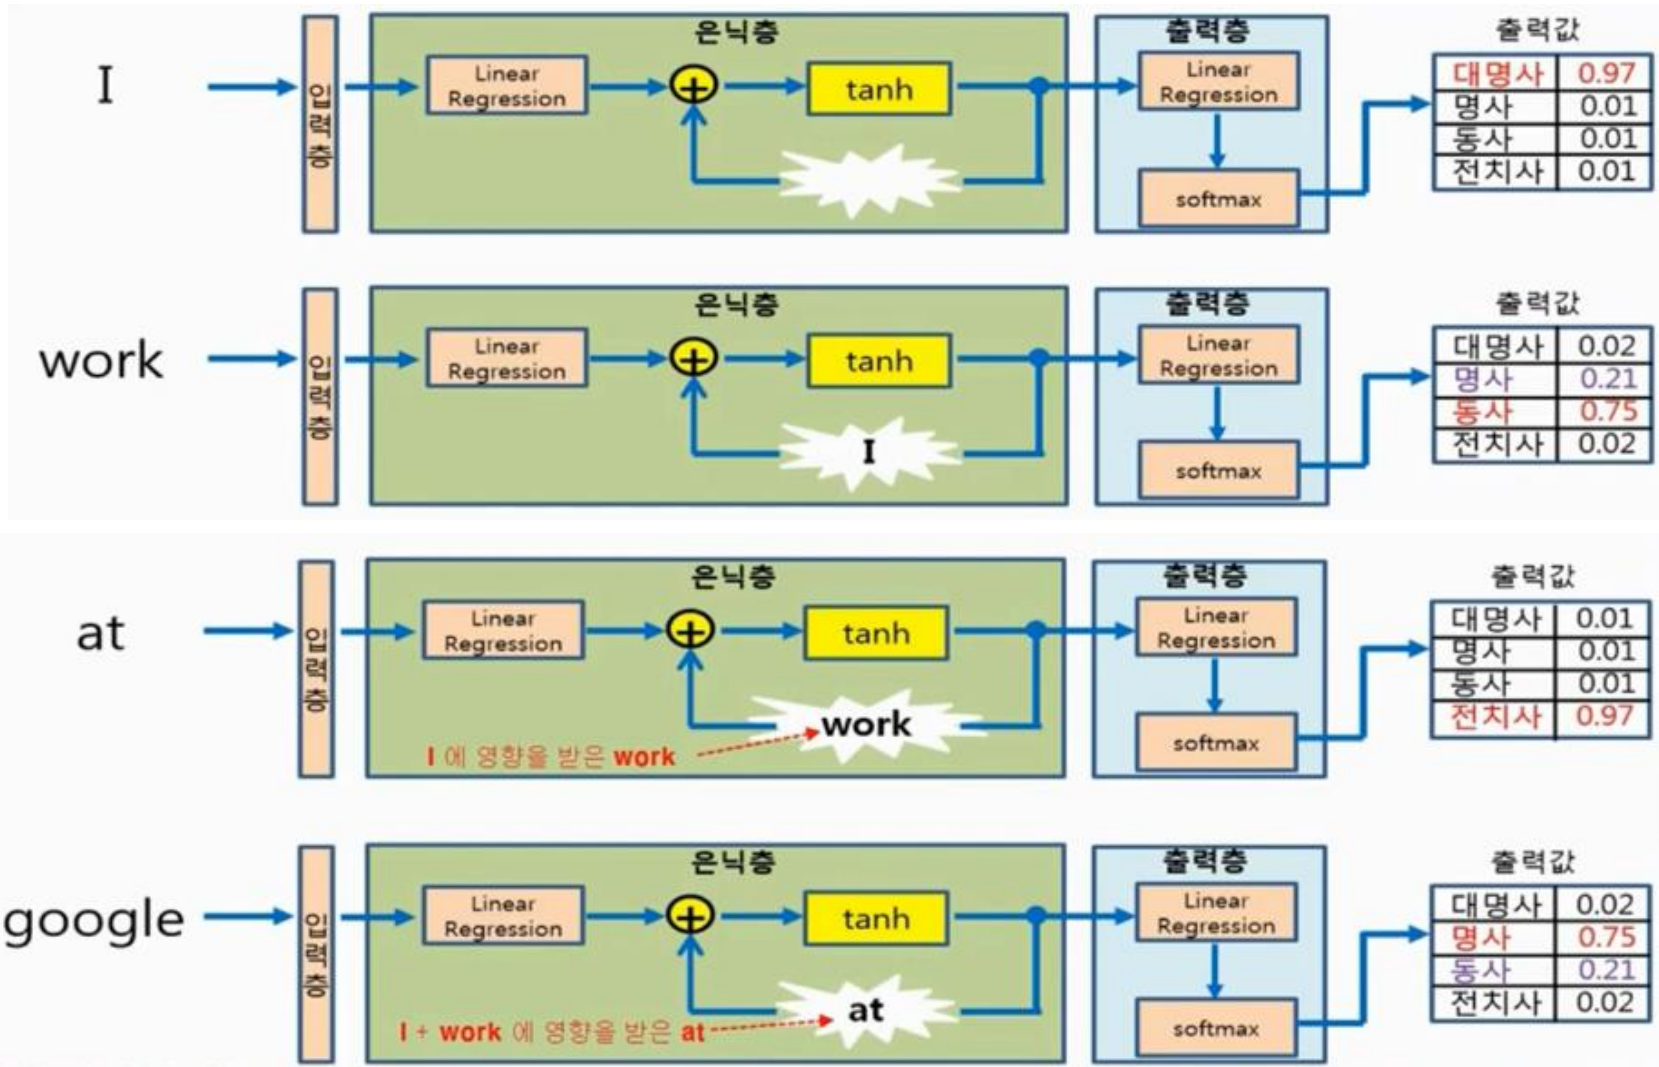 I
입력층
은닉층
Linear
Regression
+
tanh
출력층
Linear
Regression
softmax
출력값
대명사 0.97
명사 0.01
동사 0.01
전치사 0.01
work
입력층
은닉층
Linear
Regression
+
tanh
I
출력층
Linear
Regression
softmax
출력값
대명사 0.02
명사 0.21
동사 0.75
전치사 0.02
at
입력층
은닉층
Linear
Regression
+
tanh
work
I 에 영향을 받은 work
출력층
Linear
Regression
softmax
출력값
대명사 0.01
명사 0.01
동사 0.01
전치사 0.97
google
입력층
은닉층
Linear
Regression
+
tanh
at
I + work 에 영향을 받은 at
출력층
Linear
Regression
softmax
출력값
대명사 0.02
명사 0.75
동사 0.21
전치사 0.02